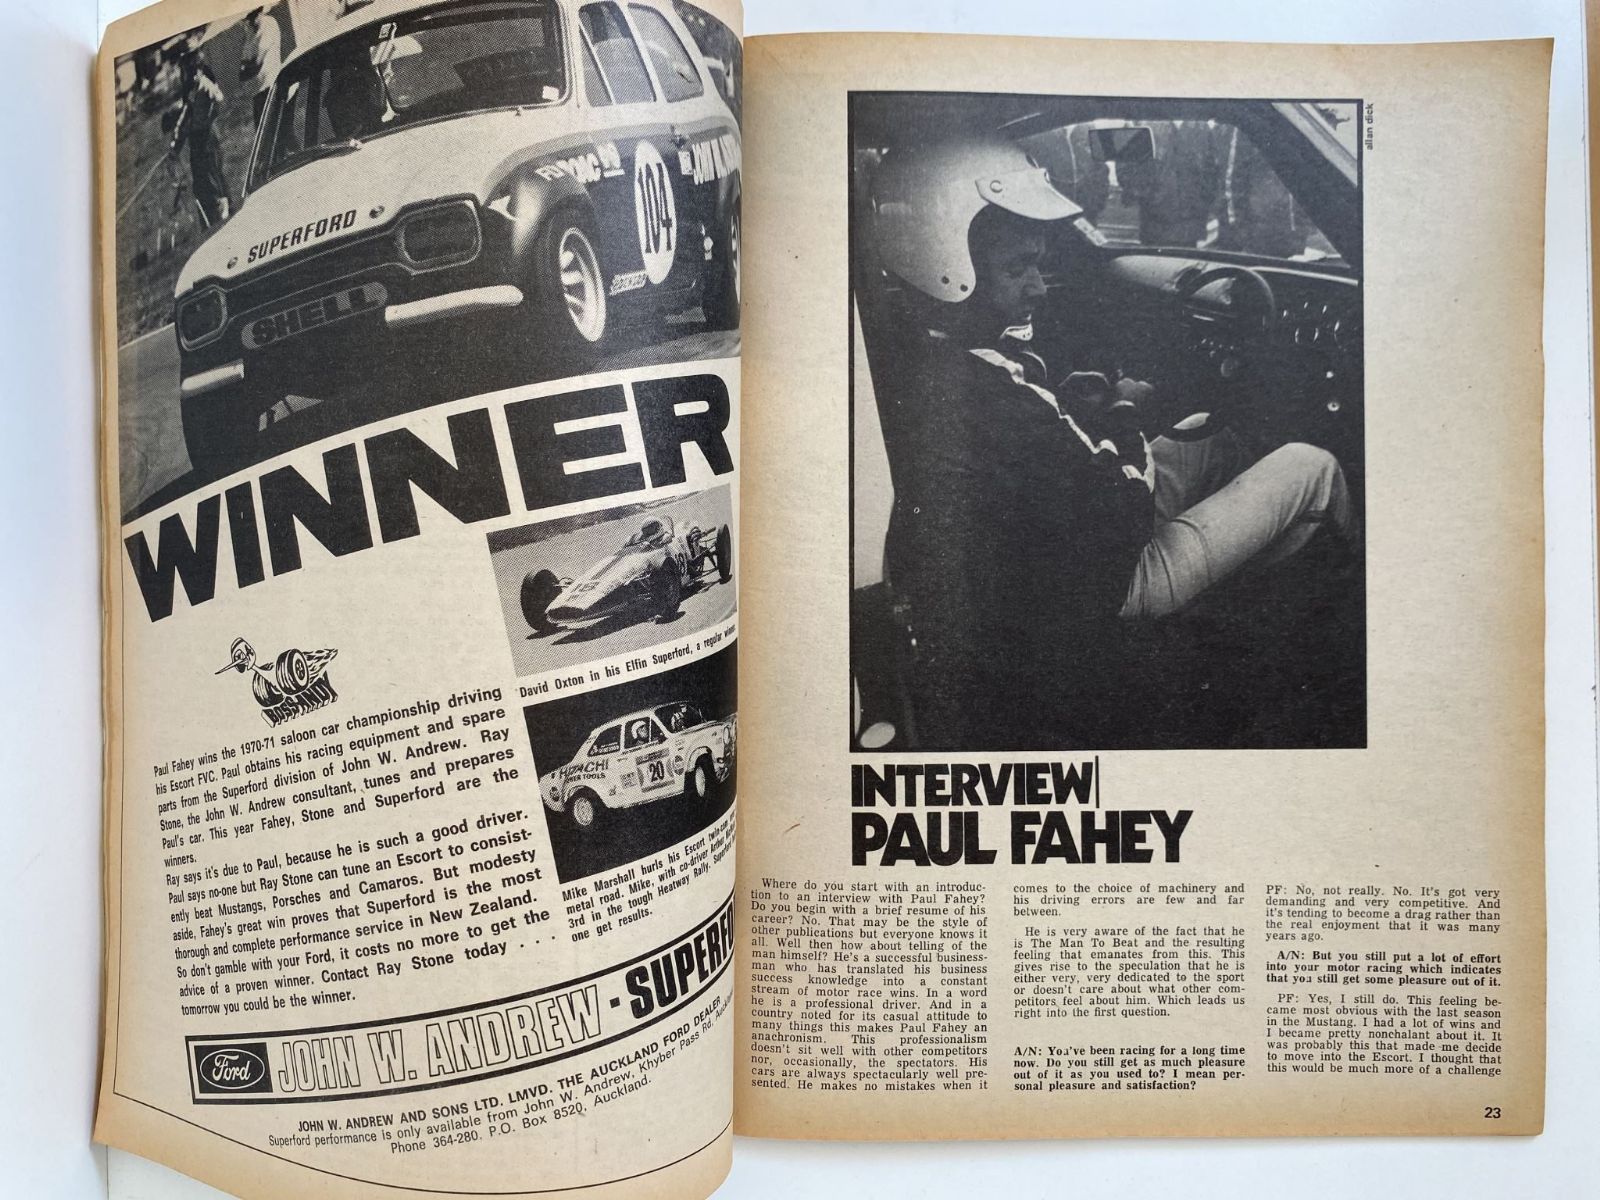 SUPERFORD
SHELL
104
WINNER
18
David Oxton in his Elfin Superford, a regular winner.
HITACHI
POWER TOOLS
20
Mike Marshall hurls his Escort twin-cam
metal road. Mike, with co-driver Arthur
3rd in the tough Heatway Rally. Superford
one get results.
BOSS ANDY
Paul Fahey wins the 1970-71 saloon car championship driving
his Escort FVC. Paul obtains his racing equipment and spare
parts from the Superford division of John W. Andrew. Ray
Stone, the John W. Andrew consultant, tunes and prepares
Paul's car. This year Fahey, Stone and Superford are the
winners.
Ray says it's due to Paul, because he is such a good driver.
Paul says no-one but Ray Stone can tune an Escort to consist-
ently beat Mustangs, Porsches and Camaros. But modesty
aside, Fahey's great win proves that Superford is the most
thorough and complete performance service in New Zealand.
So don't gamble with your Ford, it costs no more to get the
advice of a proven winner. Contact Ray Stone today . . .
tomorrow you could be the winner.
Ford JOHN W. ANDREW - SUPERFO
JOHN W. ANDREW AND SONS LTD. LMVD. THE AUCKLAND FORD DEALER
Superford performance is only available from John W. Andrew, Khyber Pass Rd,
Phone 364-280. P.O. Box 8520, Auckland.
allan dick
INTERVIEW
PAUL FAHEY
Where do you start with an introduc-
tion to an interview with Paul Fahey?
Do you begin with a brief resume of his
career? No. That may be the style of
other publications but everyone knows it
all. Well then how about telling of the
man himself? He's a successful business-
man who has translated his business
success knowledge into a constant
stream of motor race wins. In a word
he is a professional driver. And in a
country noted for its casual attitude to
many things this makes Paul Fahey an
anachronism. This professionalism
doesn't sit well with other competitors
nor, occasionally, the spectators. His
cars are always spectacularly well pre-
sented. He makes no mistakes when it
comes to the choice of machinery and
his driving errors are few and far
between.
He is very aware of the fact that he
is The Man To Beat and the resulting
feeling that emanates from this. This
gives rise to the speculation that he is
either very, very dedicated to the sport
or doesn't care about what other com-
petitors feel about him. Which leads us
right into the first question.
A/N: You've been racing for a long time
now. Do you still get as much pleasure
out of it as you used to? I mean per-
sonal pleasure and satisfaction?
PF: No, not really. No. It's got very
demanding and very competitive. And
it's tending to become a drag rather than
the real enjoyment that it was many
years ago.
A/N: But you still put a lot of effort
into your motor racing which indicates
that you still get some pleasure out of it.
PF: Yes, I still do. This feeling be-
came most obvious with the last season
in the Mustang. I had a lot of wins and
I became pretty nonchalant about it. It
was probably this that made me decide
to move into the Escort. I thought that
this would be much more of a challenge
23